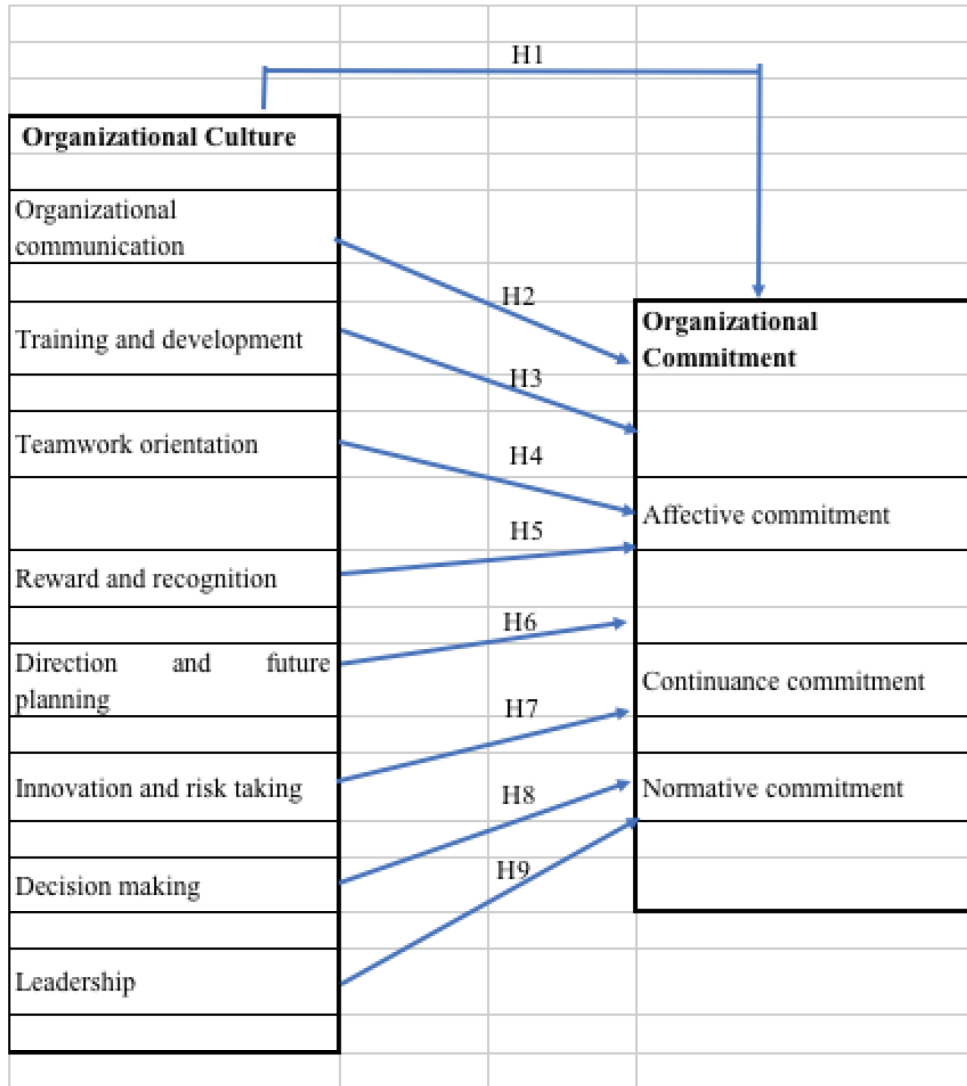 H1
Organizational Culture
Organizational
communication
H2
Organizational
Commitment
Training and development
H3
Teamwork orientation
H4
Affective commitment
H5
Reward and recognition
H6
Direction and future
planning
Continuance commitment
H7
Innovation and risk taking
H8
Normative commitment
Decision making
H9
Leadership